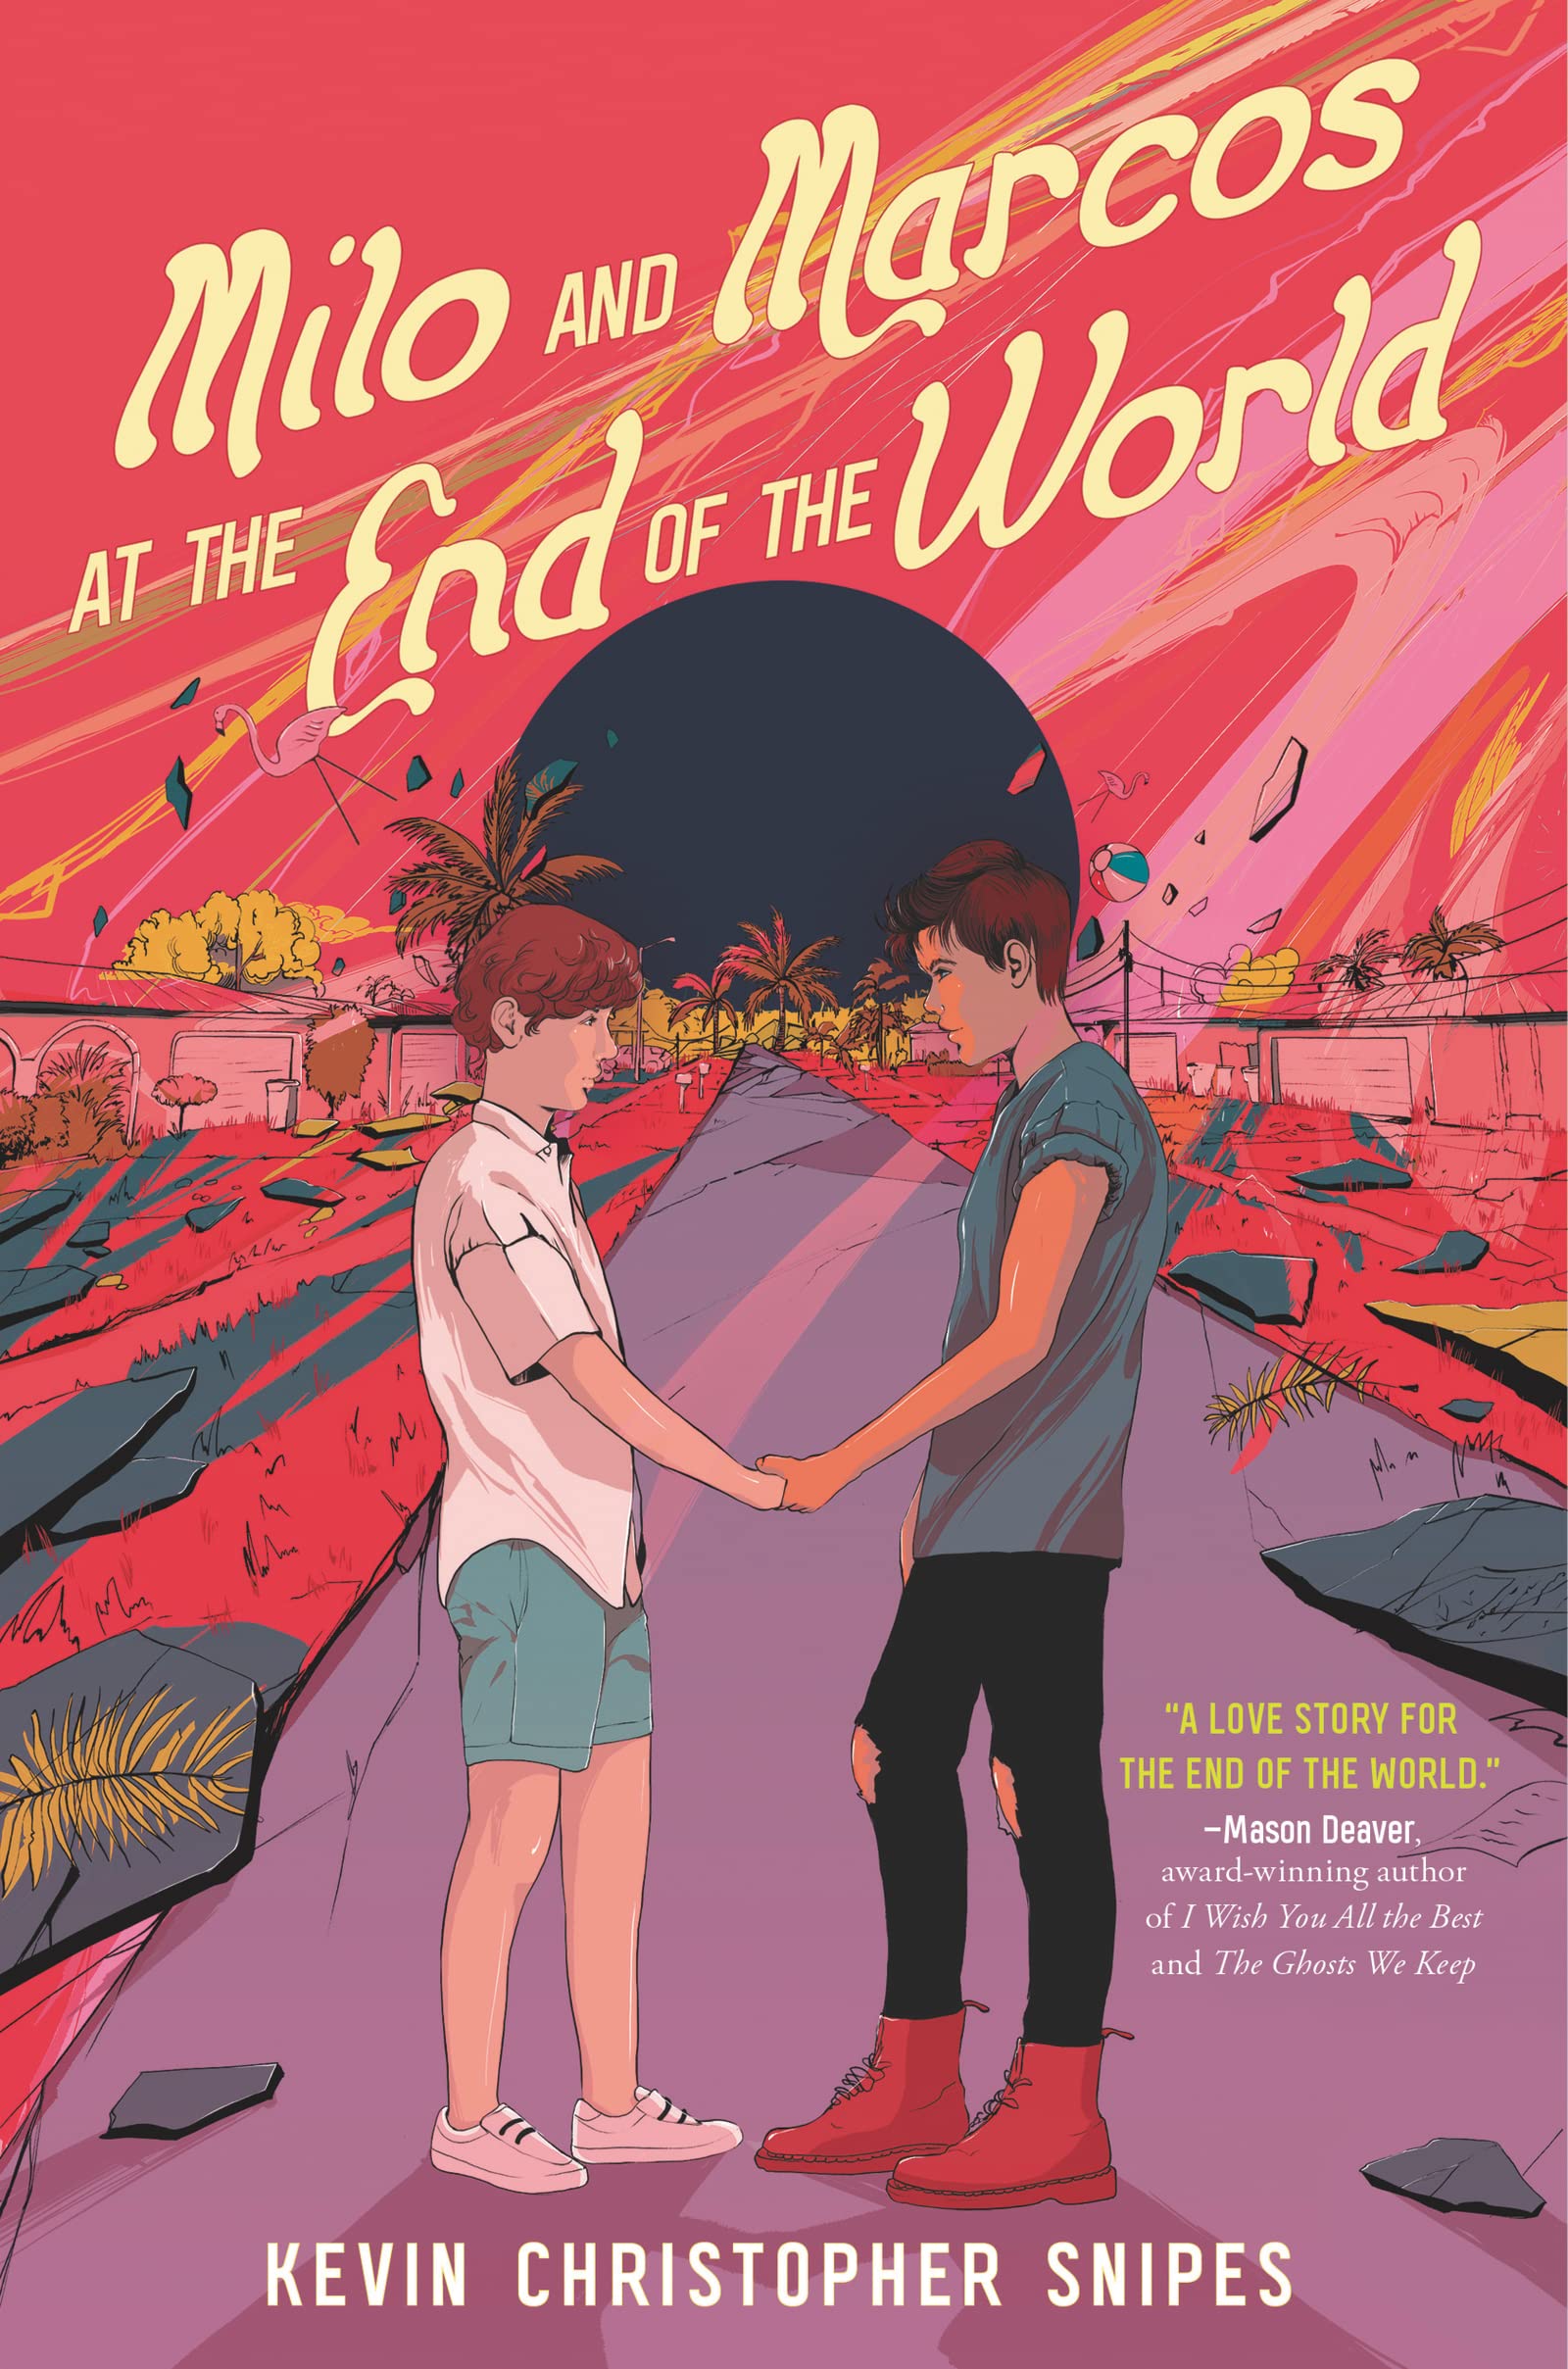 Milo AND Marcos
AT THE End OF THE World
“A LOVE STORY FOR
THE END OF THE WORLD.”
–Mason Deaver,
award-winning author
of I Wish You All the Best
and The Ghosts We Keep
KEVIN CHRISTOPHER SNIPES